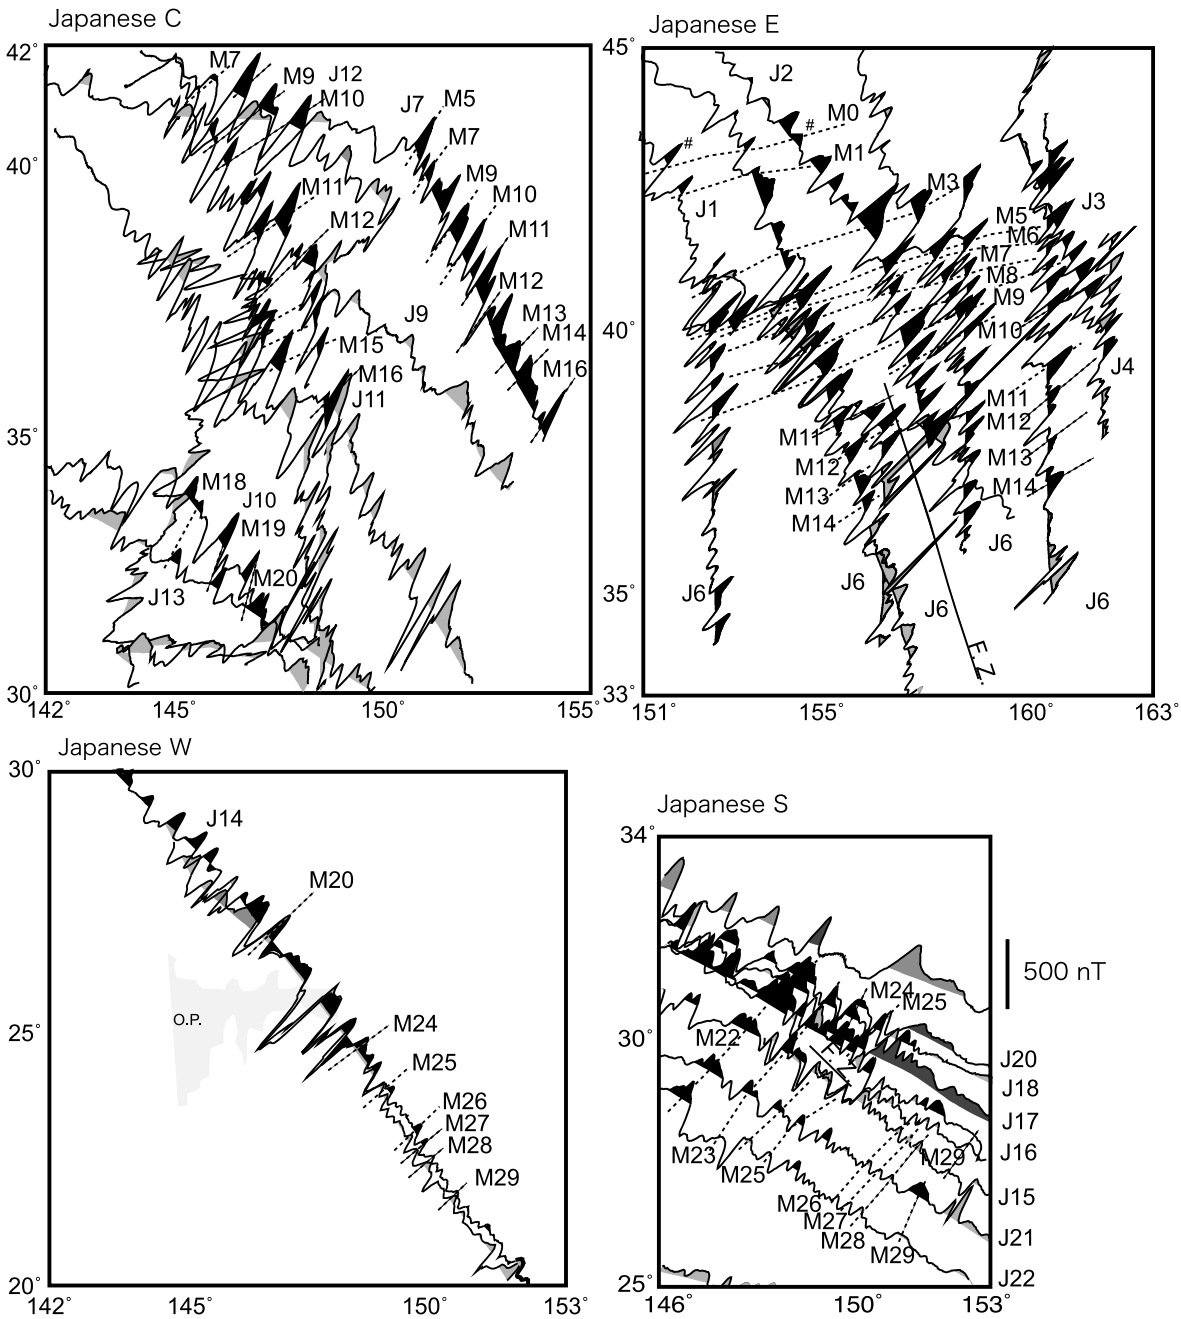 Japanese C
42°
40°
35°
30°
142°
145°
150°
155°
M7
M9
J12
M10
J7
M5
M7
M9
M10
M11
M12
M13
M14
M16
M11
M12
J9
M15
M16
J11
M18
J10
M19
M20
J13
Japanese E
45°
40°
35°
33°
151°
155°
160°
163°
J2
#
M0
#
M1
J1
M3
M5
J3
M6
M7
M8
M9
M10
J4
M11
M12
M13
M14
M11
M12
M13
M14
J6
J6
J6
J6
J6
F.Z.
Japanese W
30°
25°
20°
142°
145°
150°
153°
J14
M20
O.P.
M24
M25
M26
M27
M28
M29
Japanese S
34°
30°
25°
146°
150°
153°
500 nT
M24
M25
M22
M23
M25
M29
M26
M27
M28
M29
J20
J18
J17
J16
J15
J21
J22